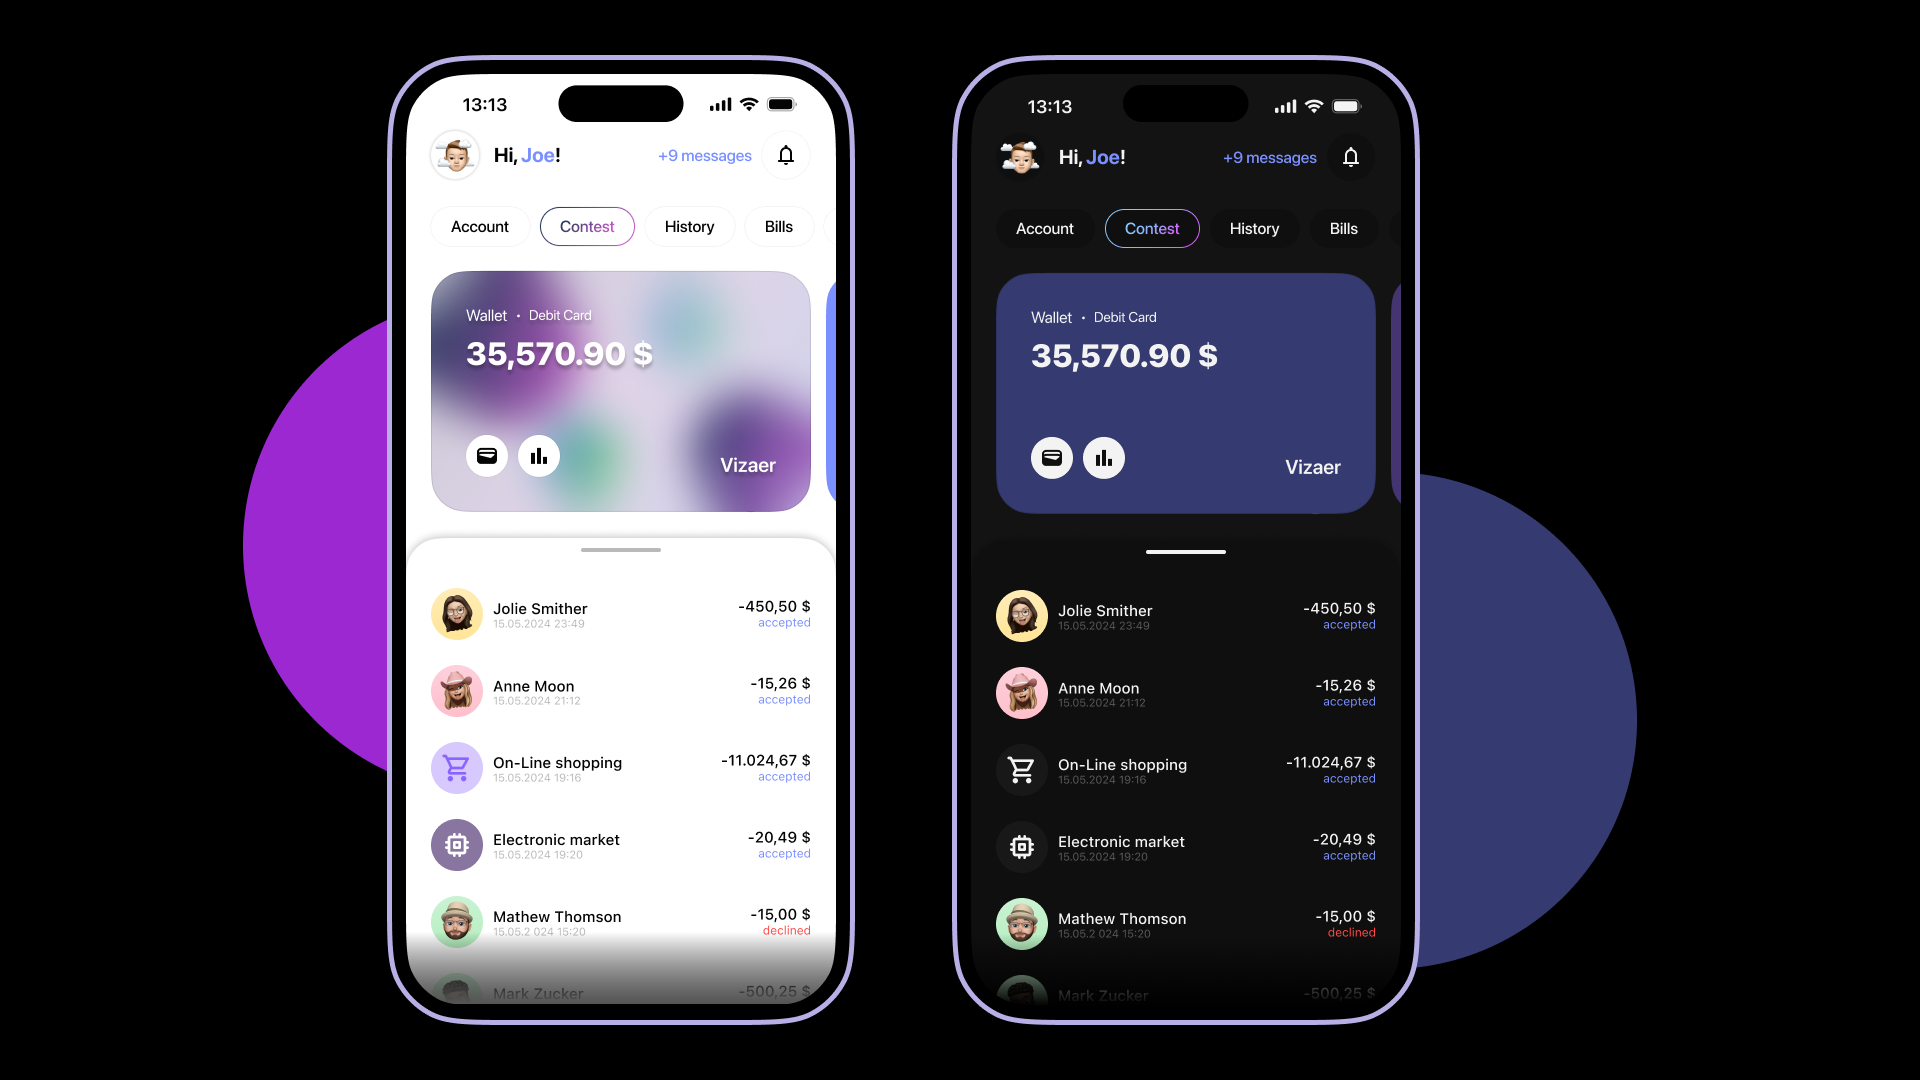 13:13
Hi, Joe!
+9 messages
Account
Contest
History
Bills
Wallet • Debit Card
35,570.90 $
Vizaer
Jolie Smither
-450,50 $
15.05.2024 23:49
accepted
Anne Moon
-15,26 $
15.05.2024 21:12
accepted
On-Line shopping
-11.024,67 $
15.05.2024 19:16
accepted
Electronic market
-20,49 $
15.05.2024 19:20
accepted
Mathew Thomson
-15,00 $
15.05.2 024 15:20
declined
Mark Zucker
-500,25 $
13:13
Hi, Joe!
+9 messages
Account
Contest
History
Bills
Wallet • Debit Card
35,570.90 $
Vizaer
Jolie Smither
-450,50 $
15.05.2024 23:49
accepted
Anne Moon
-15,26 $
15.05.2024 21:12
accepted
On-Line shopping
-11.024,67 $
15.05.2024 19:16
accepted
Electronic market
-20,49 $
15.05.2024 19:20
accepted
Mathew Thomson
-15,00 $
15.05.2 024 15:20
declined
Mark Zucker
-500,25 $